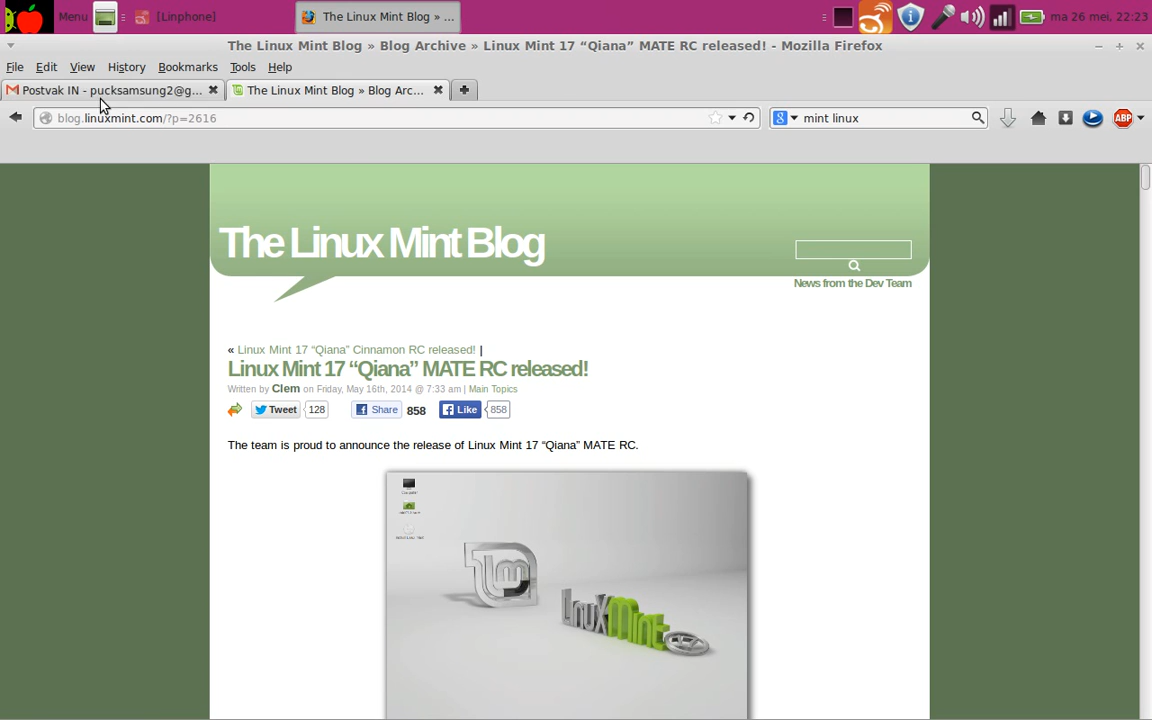 Menu [Linphone] The Linux Mint Blog » ... ma 26 mei, 22:23
The Linux Mint Blog » Blog Archive » Linux Mint 17 “Qiana” MATE RC released! - Mozilla Firefox
File Edit View History Bookmarks Tools Help
Postvak IN - pucksamsung2@g... The Linux Mint Blog » Blog Arc...
blog.linuxmint.com/?p=2616 8 mint linux ABP
The Linux Mint Blog
News from the Dev Team
« Linux Mint 17 “Qiana” Cinnamon RC released! |
Linux Mint 17 “Qiana” MATE RC released!
Written by Clem on Friday, May 16th, 2014 @ 7:33 am | Main Topics
Tweet 128 Share 858 Like 858
The team is proud to announce the release of Linux Mint 17 “Qiana” MATE RC.
LinuxMint